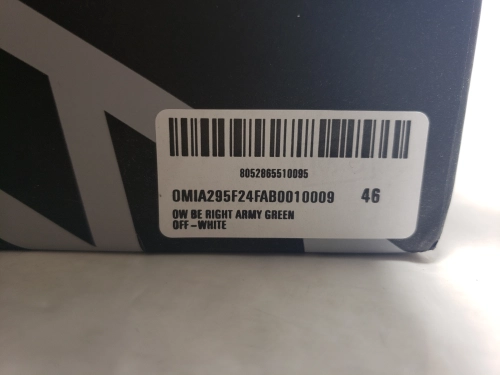 8052865510095
OMIA295F24FAB0010009 46
OW BE RIGHT ARMY GREEN
OFF-WHITE